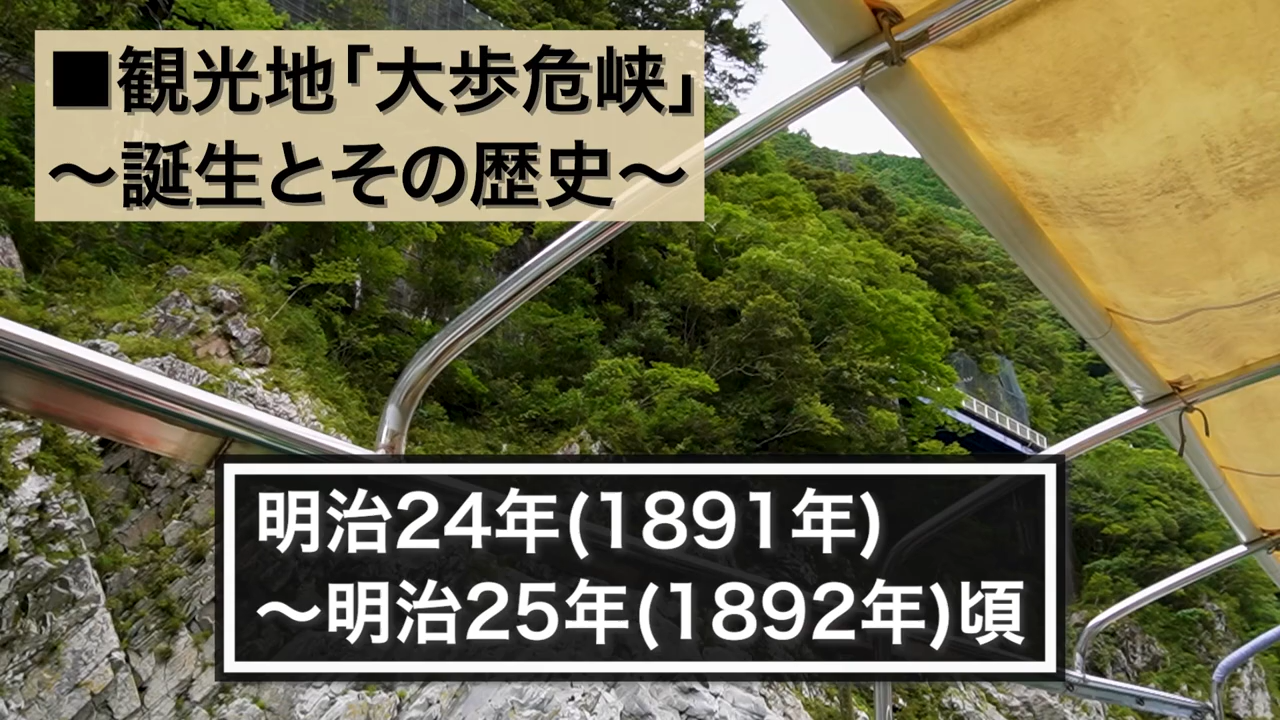 ■観光地「大歩危峡」
～誕生とその歴史～
明治24年(1891年)
～明治25年(1892年)頃